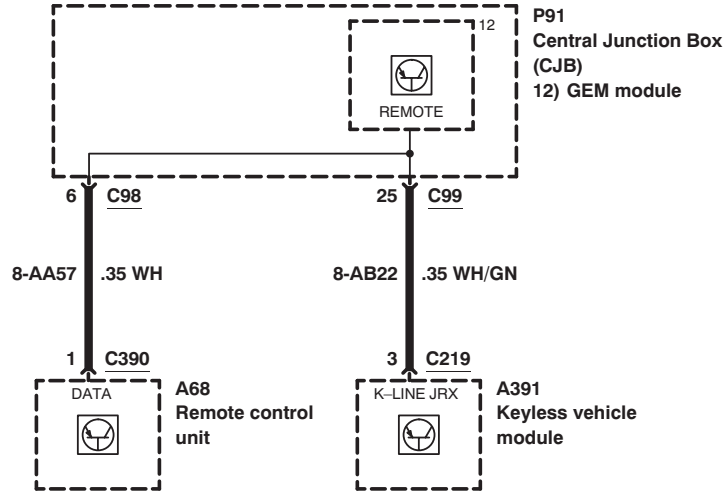 12
P91
Central Junction Box
(CJB)
12) GEM module
REMOTE
6 C98
25 C99
8-AA57 .35 WH
8-AB22 .35 WH/GN
1 C390
3 C219
DATA
A68
Remote control
unit
K–LINE JRX
A391
Keyless vehicle
module